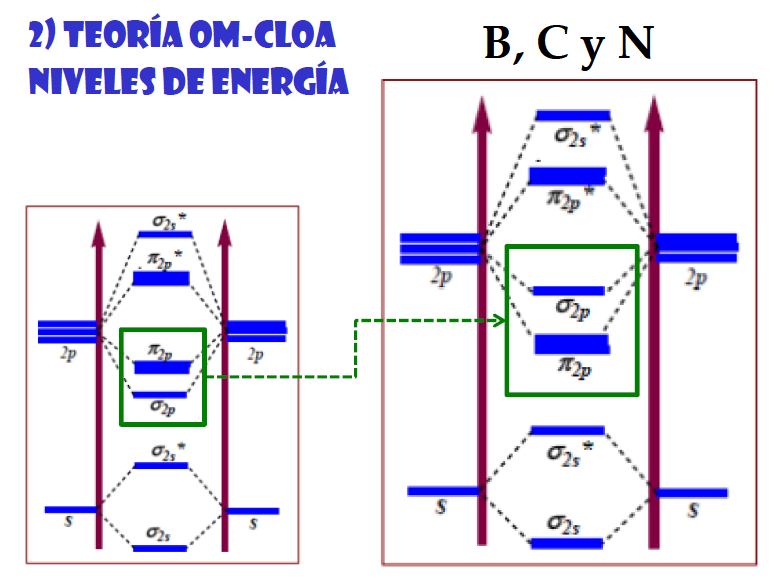 2) TEORÍA OM-CLOA
NIVELES DE ENERGÍA
B, C y N
σ2s*
π2p*
2p
2p
π2p
σ2p
σ2s*
s
s
σ2s
σ2s*
π2p*
2p
2p
σ2p
π2p
σ2s*
s
s
σ2s